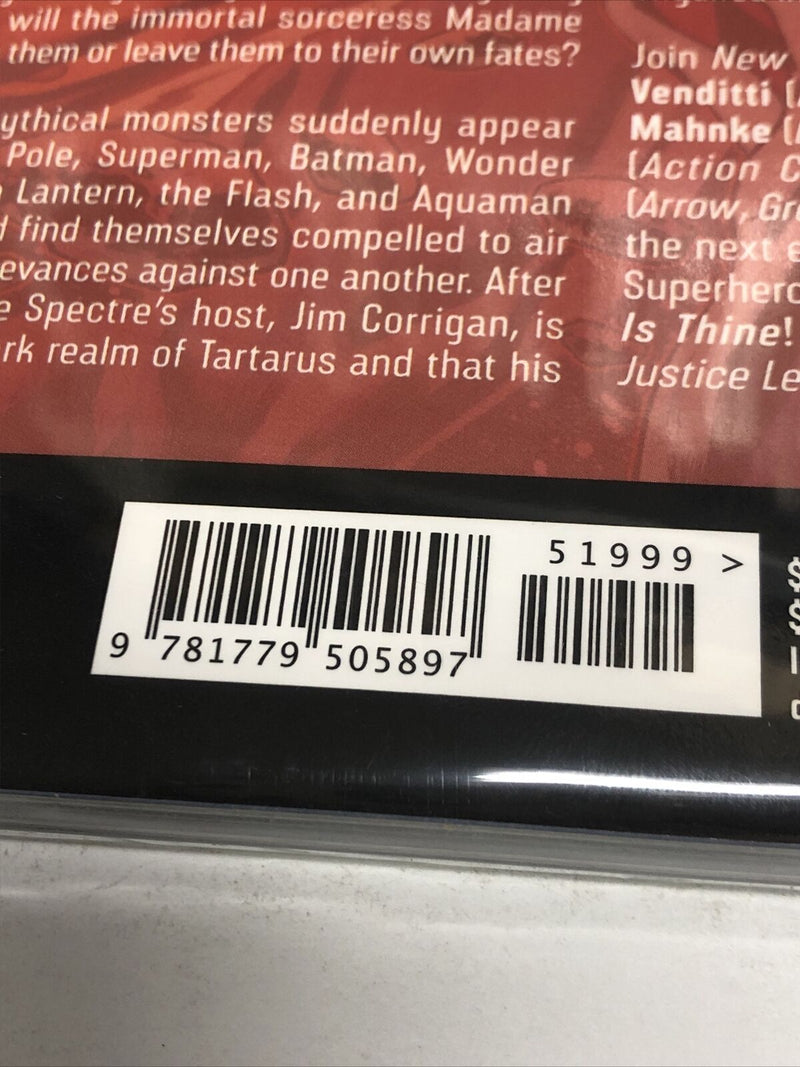 will the immortal sorceress Madame
them or leave them to their own fates?
ythical monsters suddenly appear
Pole, Superman, Batman, Wonder
Lantern, the Flash, and Aquaman
find themselves compelled to air
evances against one another. After
Spectre's host, Jim Corrigan, is
rk realm of Tartarus and that his
Join New
Venditti (
Mahnke (
(Action C
(Arrow, Gr
the next e
Superhero
Is Thine!
Justice Le
51999 >
9 781779 505897
$
$